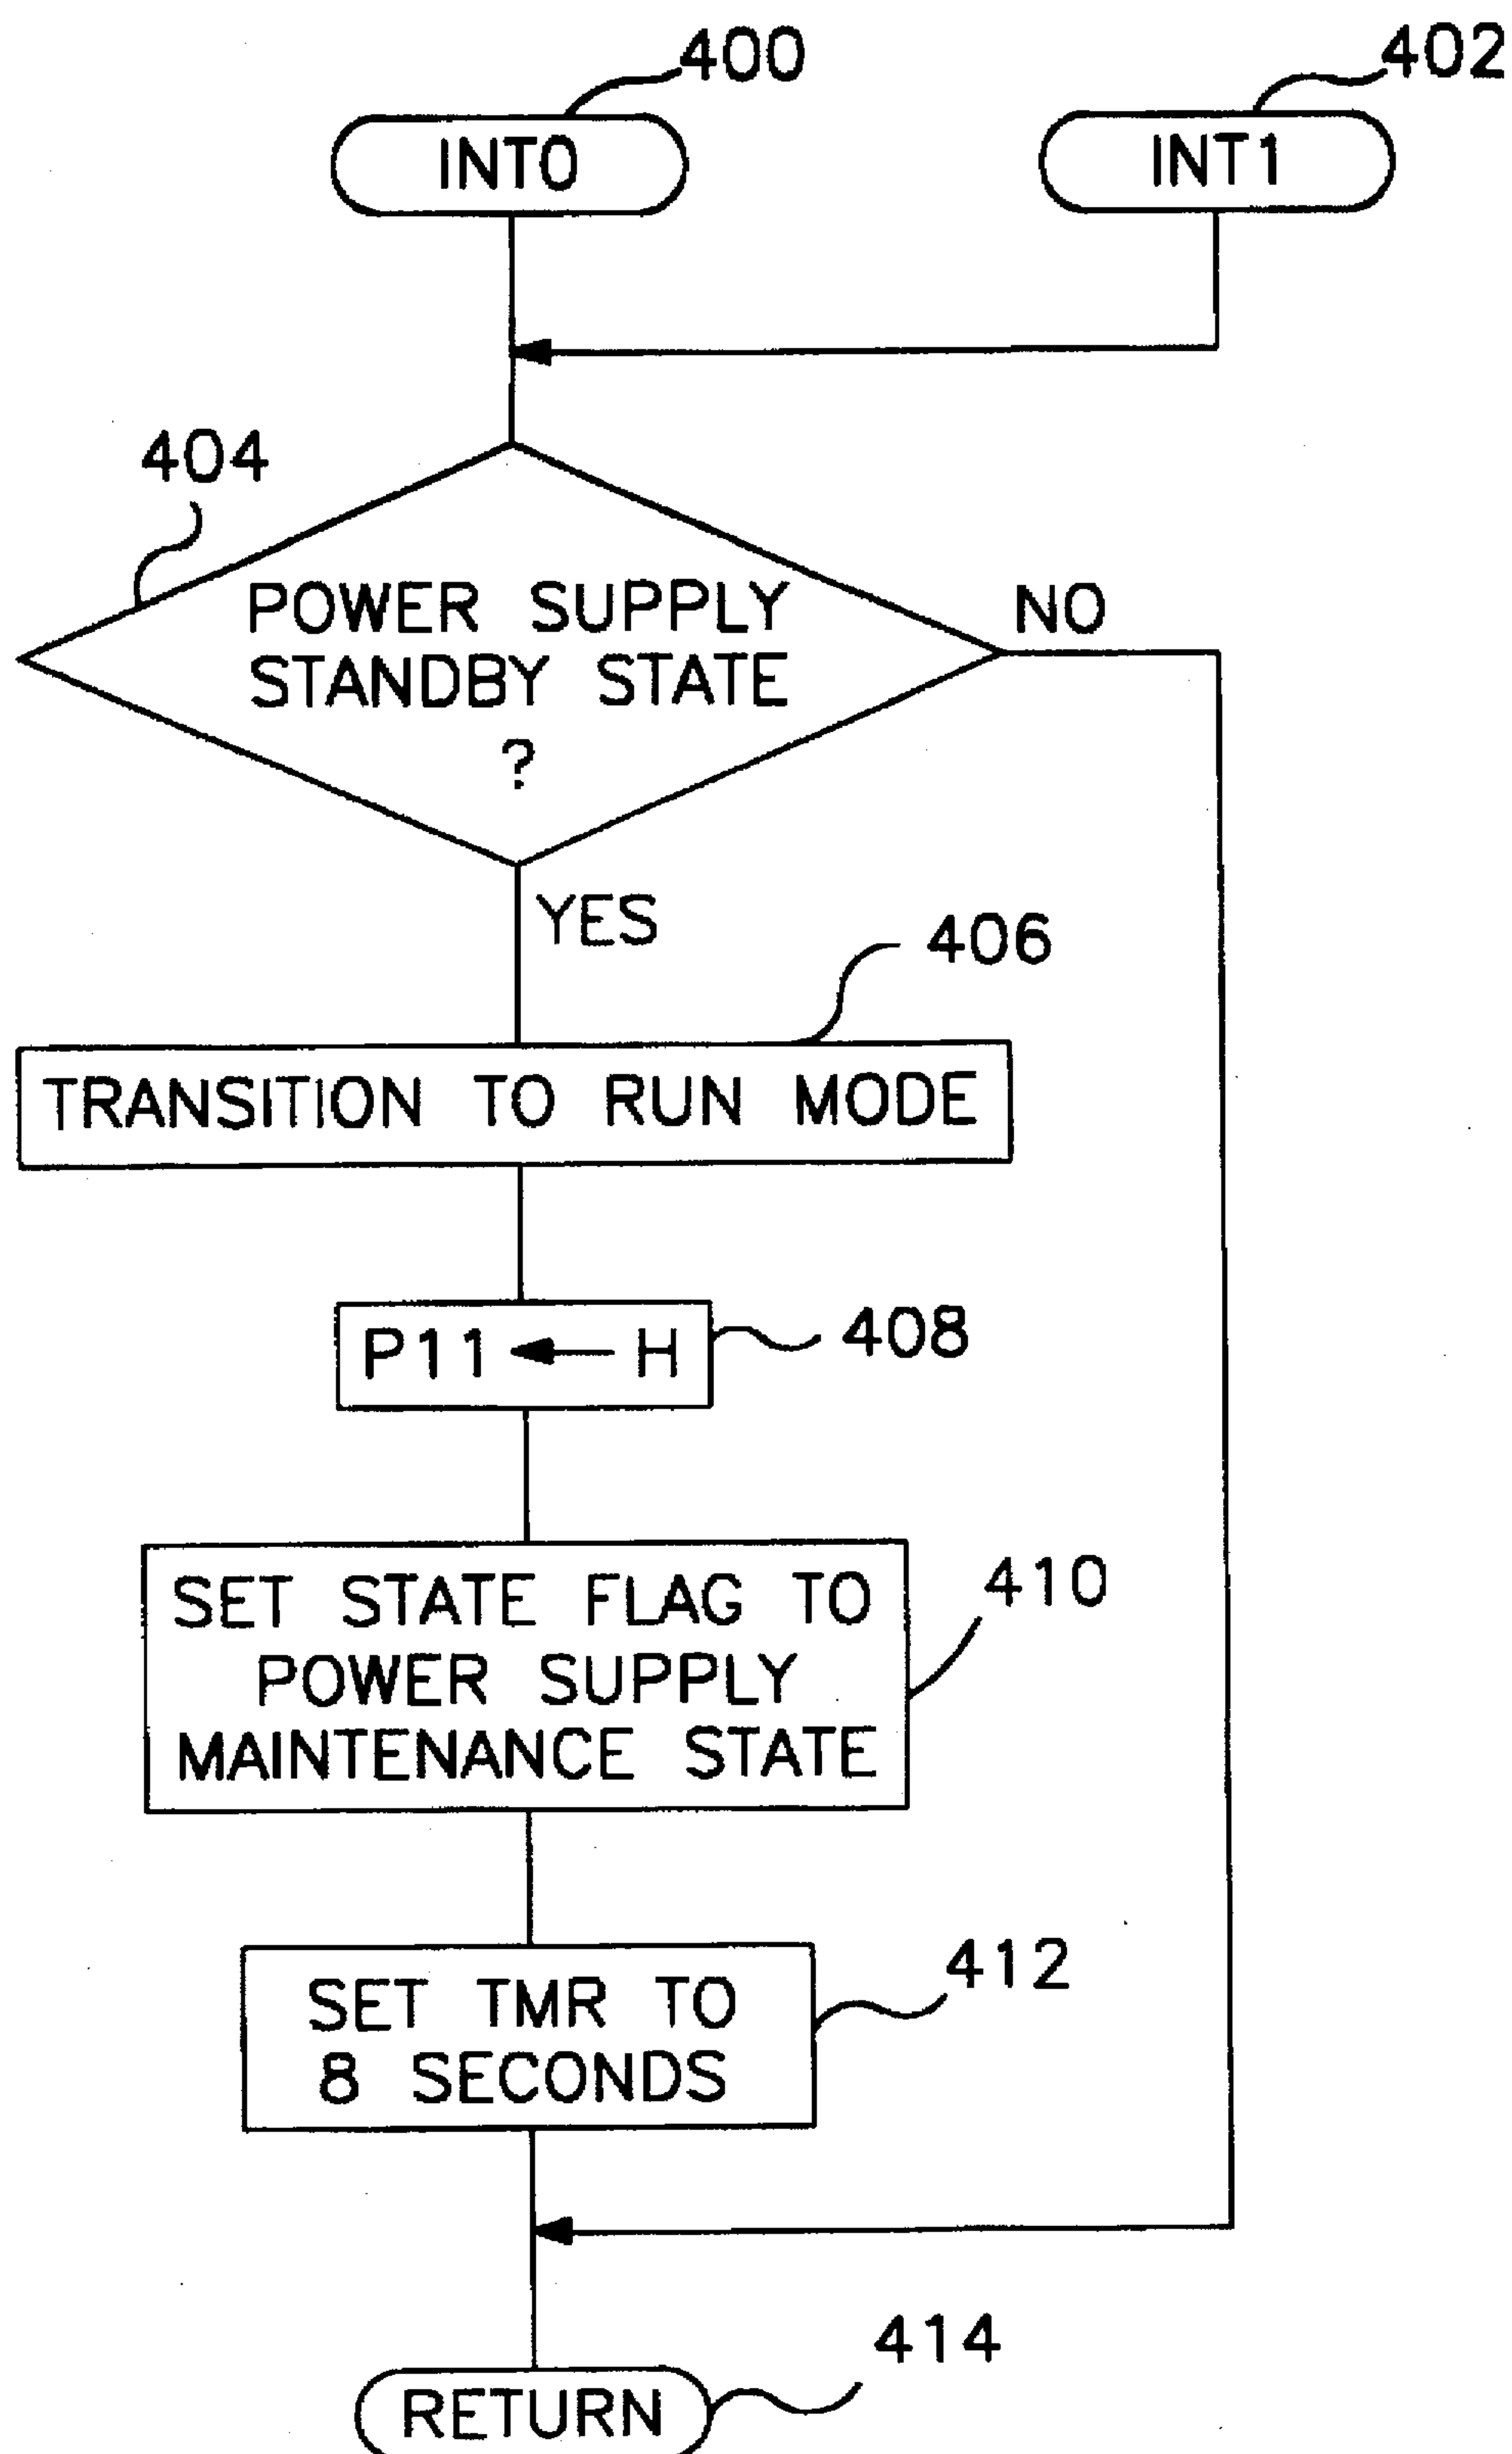 400
402
INT0
INT1
404
POWER SUPPLY
STANDBY STATE
?
NO
YES
406
TRANSITION TO RUN MODE
P11 ← H
408
SET STATE FLAG TO
POWER SUPPLY
MAINTENANCE STATE
410
SET TMR TO
8 SECONDS
412
414
RETURN